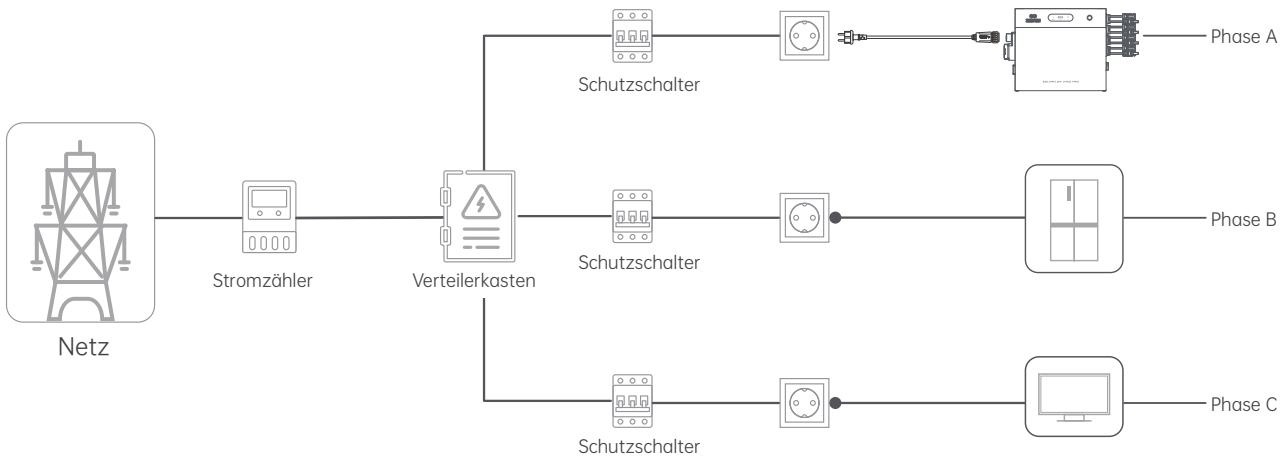 Schutzschalter
Phase A
Netz
Stromzähler
Verteilerkasten
Schutzschalter
Phase B
Schutzschalter
Phase C